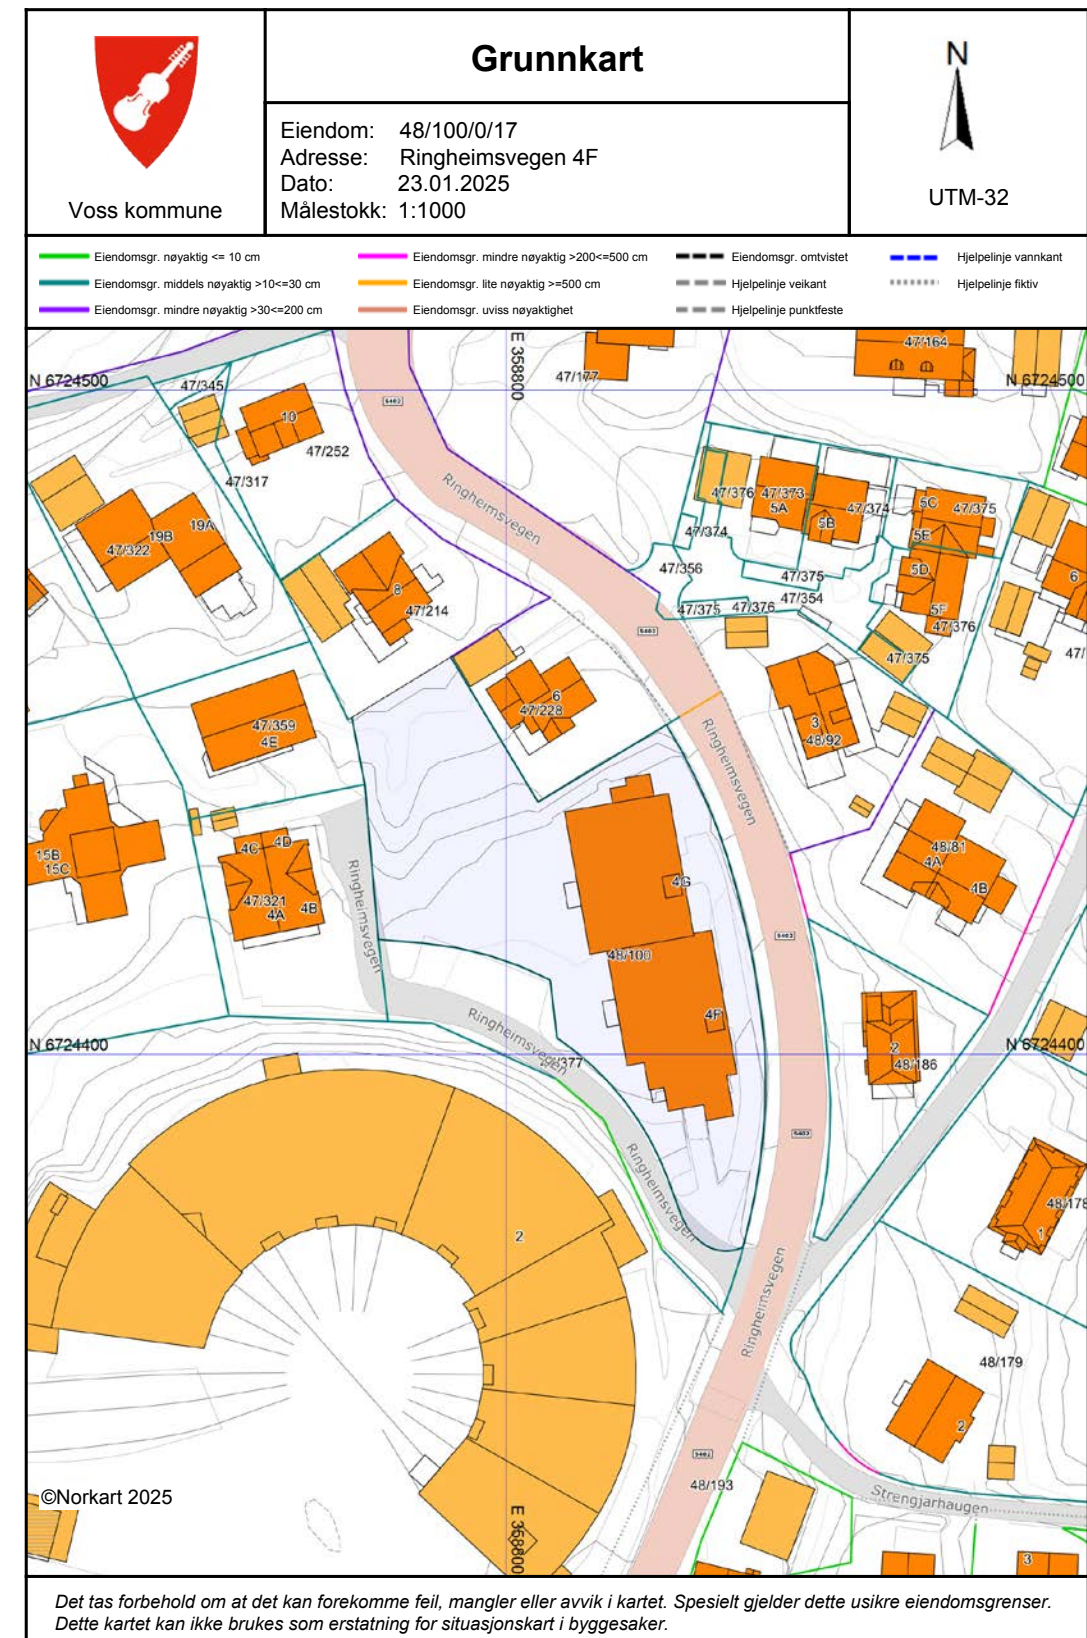 Grunnkart
Eiendom: 48/100/0/17
Adresse: Ringheimsvegen 4F
Dato: 23.01.2025
Målestokk: 1:1000
Voss kommune
N
UTM-32
Eiendomsgr. nøyaktig <= 10 cm
Eiendomsgr. middels nøyaktig >10<=30 cm
Eiendomsgr. mindre nøyaktig >30<=200 cm
Eiendomsgr. mindre nøyaktig >200<=500 cm
Eiendomsgr. lite nøyaktig >=500 cm
Eiendomsgr. uviss nøyaktighet
Eiendomsgr. omtvistet
Hjelpelinje veikant
Hjelpelinje punktfeste
Hjelpelinje vannkant
Hjelpelinje fiktiv
N 6724500
47/345
5402
E 358800
47/177
47/164
N 6724500
10
47/252
47/317
Ringheimsvegen
19A
19B
47/322
47/376
47/373
5A
5B
47/374
5C
47/375
5E
47/374
47/356
5D
47/375
47/354
6
8
47/214
47/375
47/376
5F
47/376
5402
47/375
47/
6
47/228
47/359
4E
Ringheimsvegen
3
48/92
15B
15C
4C
4D
47/321
4A
4B
Ringheimsvegen
4G
48/81
4A
4B
48/100
5403
4F
Ringheimsvegen
N 6724400
/377
2
48/186
N 6724400
5403
Ringheimsvegen
48/178
1
2
Ringheimsvegen
48/179
2
5402
48/193
Strengjarhaugen
©Norkart 2025
E 358800
3
Det tas forbehold om at det kan forekomme feil, mangler eller avvik i kartet. Spesielt gjelder dette usikre eiendomsgrenser.
Dette kartet kan ikke brukes som erstatning for situasjonskart i byggesaker.